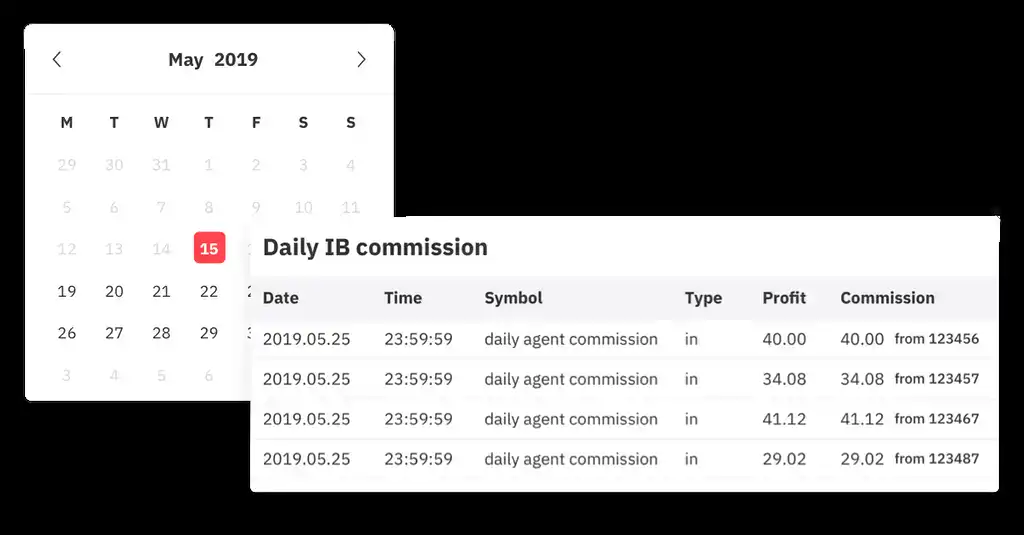 May 2019
M T W T F S S
29 30 31 1 2 3 4
5 6 7 8 9 10 11
12 13 14 15
19 20 21 22
26 27 28 29
3 4 5 6
Daily IB commission
Date Time Symbol Type Profit Commission
2019.05.25 23:59:59 daily agent commission in 40.00 40.00 from 123456
2019.05.25 23:59:59 daily agent commission in 34.08 34.08 from 123457
2019.05.25 23:59:59 daily agent commission in 41.12 41.12 from 123467
2019.05.25 23:59:59 daily agent commission in 29.02 29.02 from 123487